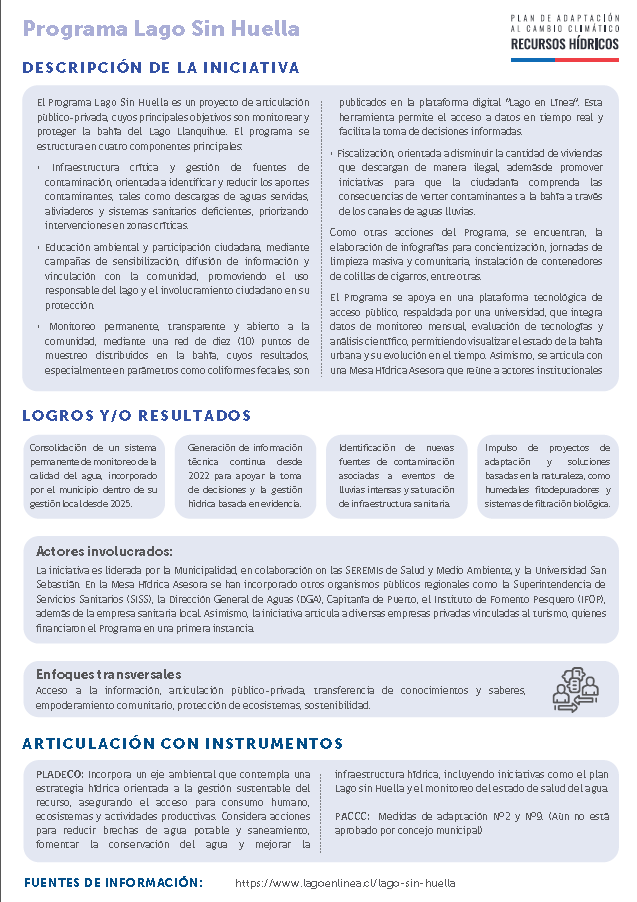 Programa Lago Sin Huella
PLAN DE ADAPTACIÓN
AL CAMBIO CLIMÁTICO
RECURSOS HÍDRICOS
DESCRIPCIÓN DE LA INICIATIVA
El Programa Lago Sin Huella es un proyecto de articulación
público-privada, cuyos principales objetivos son monitorear y
proteger la bahía del Lago Llanquihue. El programa se
estructura en cuatro componentes principales:
· Infraestructura crítica y gestión de fuentes de
contaminación, orientada a identificar y reducir los aportes
contaminantes, tales como descargas de aguas servidas,
aliviaderos y sistemas sanitarios deficientes, priorizando
intervenciones en zonas críticas.
· Educación ambiental y participación ciudadana, mediante
campañas de sensibilización, difusión de información y
vinculación con la comunidad, promoviendo el uso
responsable del lago y el involucramiento ciudadano en su
protección.
· Monitoreo permanente, transparente y abierto a la
comunidad, mediante una red de diez (10) puntos de
muestreo distribuidos en la bahía, cuyos resultados,
especialmente en parámetros como coliformes fecales, son
publicados en la plataforma digital “Lago en Línea”. Esta
herramienta permite el acceso a datos en tiempo real y
facilita la toma de decisiones informadas.
· Fiscalización, orientada a disminuir la cantidad de viviendas
que descargan de manera ilegal, ademásde promover
iniciativas para que la ciudadanía comprenda las
consecuencias de verter contaminantes a la bahía a través
de los canales de aguas lluvias.
Como otras acciones del Programa, se encuentran, la
elaboración de infografías para concientización, jornadas de
limpieza masiva y comunitaria, instalación de contenedores
de colillas de cigarros, entre otras.
El Programa se apoya en una plataforma tecnológica de
acceso público, respaldada por una universidad, que integra
datos de monitoreo mensual, evaluación de tecnologías y
análisis científico, permitiendo visualizar el estado de la bahía
urbana y su evolución en el tiempo. Asimismo, se articula con
una Mesa Hídrica Asesora que reúne a actores institucionales
LOGROS Y/O RESULTADOS
Consolidación de un sistema
permanente de monitoreo de la
calidad del agua, incorporado
por el municipio dentro de su
gestión local desde 2025.
Generación de información
técnica continua desde
2022 para apoyar la toma
de decisiones y la gestión
hídrica basada en evidencia.
Identificación de nuevas
fuentes de contaminación
asociadas a eventos de
lluvias intensas y saturación
de infraestructura sanitaria.
Impulso de proyectos de
adaptación y soluciones
basadas en la naturaleza, como
humedales fitodepuradores y
sistemas de filtración biológica.
Actores involucrados:
La iniciativa es liderada por la Municipalidad, en colaboración on las SEREMIs de Salud y Medio Ambiente, y la Universidad San
Sebastián. En la Mesa Hídrica Asesora se han incorporado otros organismos públicos regionales como la Superintendencia de
Servicios Sanitarios (SISS), la Dirección General de Aguas (DGA), Capitanía de Puerto, el Instituto de Fomento Pesquero (IFOP),
además de la empresa sanitaria local. Asimismo, la iniciativa articula a diversas empresas privadas vinculadas al turismo, quienes
financiaron el Programa en una primera instancia.
Enfoques transversales
Acceso a la información, articulación público-privada, transferencia de conocimientos y saberes,
empoderamiento comunitario, protección de ecosistemas, sostenibilidad.
ARTICULACIÓN CON INSTRUMENTOS
PLADECO: Incorpora un eje ambiental que contempla una
estrategia hídrica orientada a la gestión sustentable del
recurso, asegurando el acceso para consumo humano,
ecosistemas y actividades productivas. Considera acciones
para reducir brechas de agua potable y saneamiento,
fomentar la conservación del agua y mejorar la
infraestructura hídrica, incluyendo iniciativas como el plan
Lago sin Huella y el monitoreo del estado de salud del agua.
PACCC: Medidas de adaptación N°2 y N°9. (Aún no está
aprobado por concejo municipal)
FUENTES DE INFORMACIÓN: https://www.lagoenlinea.cl/lago-sin-huella